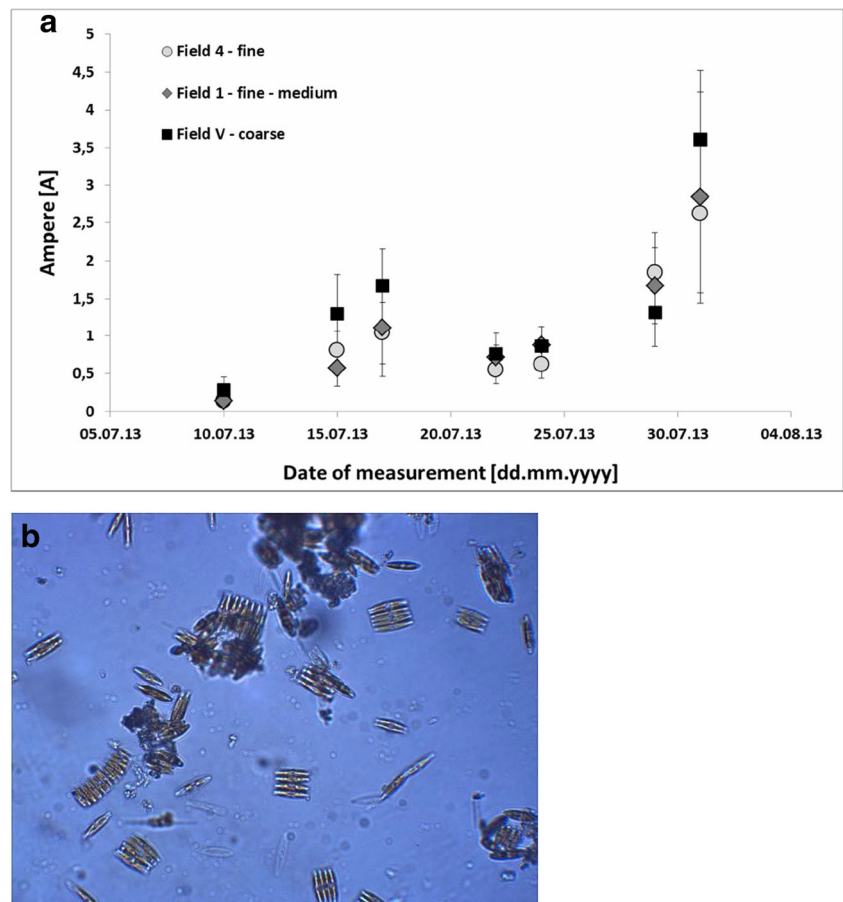 a
5
4,5
4
3,5
3
2,5
2
1,5
1
0,5
0
Ampere [A]
Field 4 - fine
Field 1 - fine - medium
Field V - coarse
05.07.13 10.07.13 15.07.13 20.07.13 25.07.13 30.07.13 04.08.13
Date of measurement [dd.mm.yyyy]
b